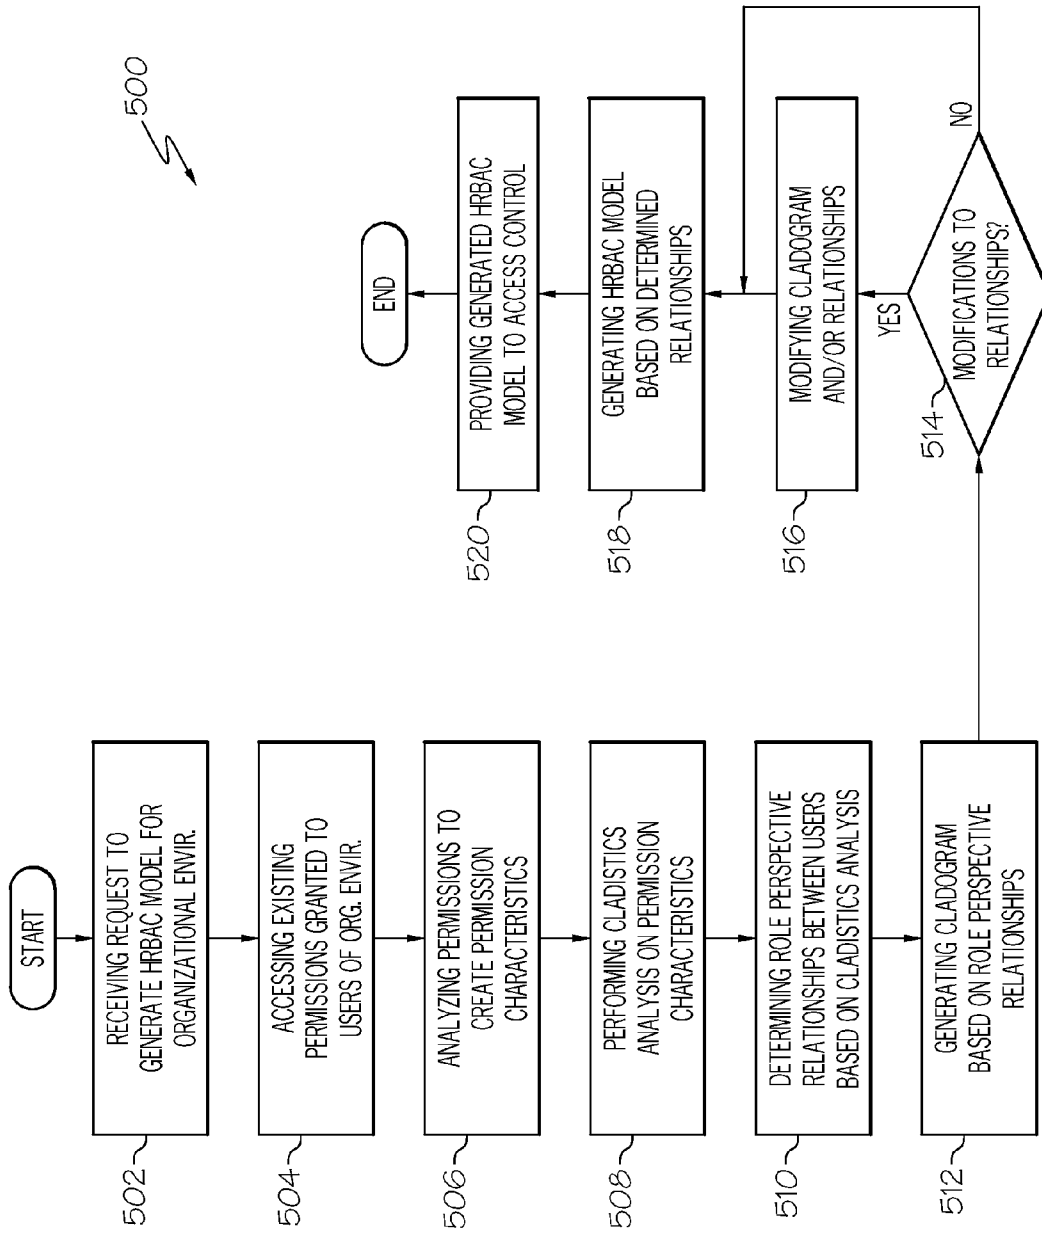 500
START
502
RECEIVING REQUEST TO
GENERATE HRBAC MODEL FOR
ORGANIZATIONAL ENVIR.
504
ACCESSING EXISTING
PERMISSIONS GRANTED TO
USERS OF ORG. ENVIR.
506
ANALYZING PERMISSIONS TO
CREATE PERMISSION
CHARACTERISTICS
508
PERFORMING CLADISTICS
ANALYSIS ON PERMISSION
CHARACTERISTICS
510
DETERMINING ROLE PERSPECTIVE
RELATIONSHIPS BETWEEN USERS
BASED ON CLADISTICS ANALYSIS
512
GENERATING CLADOGRAM
BASED ON ROLE PERSPECTIVE
RELATIONSHIPS
514
MODIFICATIONS TO
RELATIONSHIPS?
YES
NO
516
MODIFYING CLADOGRAM
AND/OR RELATIONSHIPS
518
GENERATING HRBAC MODEL
BASED ON DETERMINED
RELATIONSHIPS
520
PROVIDING GENERATED HRBAC
MODEL TO ACCESS CONTROL
END